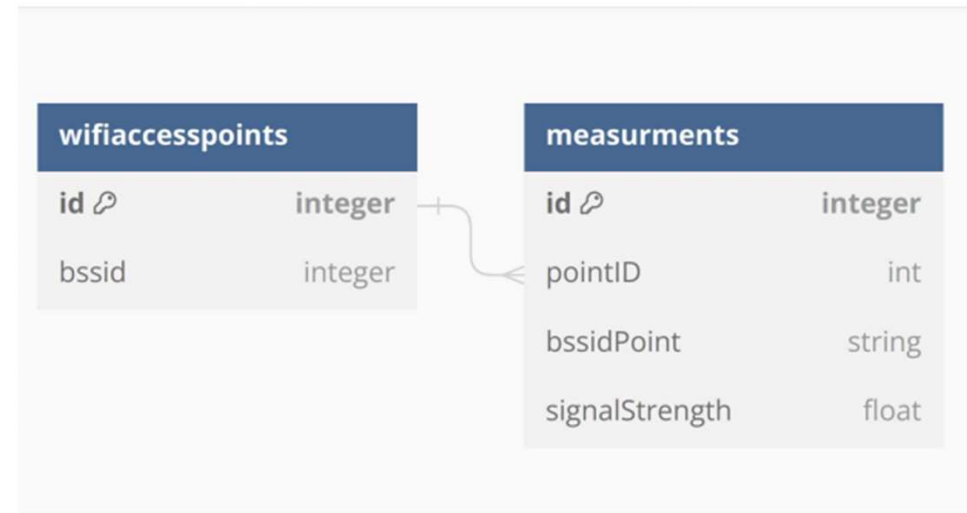 wifiaccesspoints
id integer
bssid integer
measurments
id integer
pointID int
bssidPoint string
signalStrength float